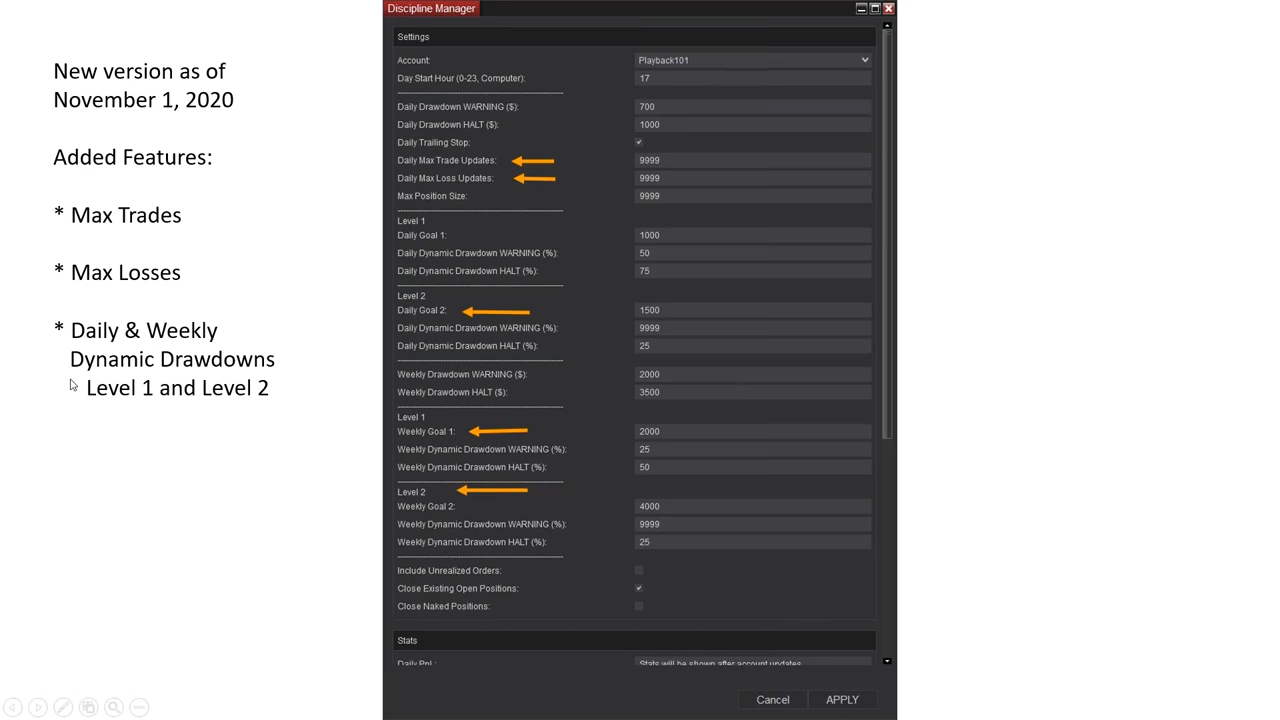 New version as of
November 1, 2020
Added Features:
* Max Trades
* Max Losses
* Daily & Weekly
Dynamic Drawdowns
Level 1 and Level 2
Discipline Manager
Settings
Account: Playback101
Day Start Hour (0-23, Computer): 17
Daily Drawdown WARNING ($): 700
Daily Drawdown HALT ($): 1000
Daily Trailing Stop:
Daily Max Trade Updates: 9999
Daily Max Loss Updates: 9999
Max Position Size: 9999
Level 1
Daily Goal 1: 1000
Daily Dynamic Drawdown WARNING (%): 50
Daily Dynamic Drawdown HALT (%): 75
Level 2
Daily Goal 2: 1500
Daily Dynamic Drawdown WARNING (%): 9999
Daily Dynamic Drawdown HALT (%): 25
Weekly Drawdown WARNING ($): 2000
Weekly Drawdown HALT ($): 3500
Level 1
Weekly Goal 1: 2000
Weekly Dynamic Drawdown WARNING (%): 25
Weekly Dynamic Drawdown HALT (%): 50
Level 2
Weekly Goal 2: 4000
Weekly Dynamic Drawdown WARNING (%): 9999
Weekly Dynamic Drawdown HALT (%): 25
Include Unrealized Orders:
Close Existing Open Positions:
Close Naked Positions:
Stats
Daily PnL: Stats will be shown after account updates
Cancel APPLY